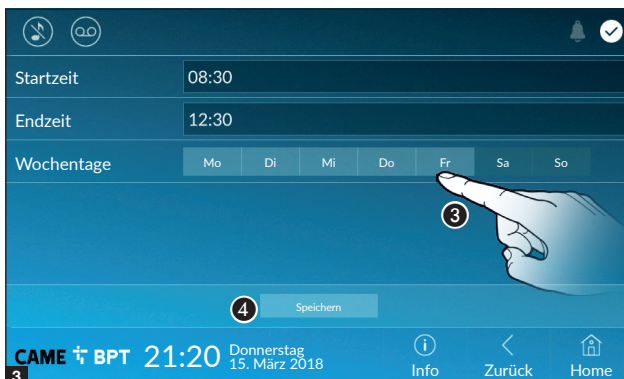 Startzeit 08:30
Endzeit 12:30
Wochentage Mo Di Mi Do Fr Sa So
3
4 Speichern
CAME BPT 21:20 Donnerstag
15. März 2018
Info Zurück Home
3